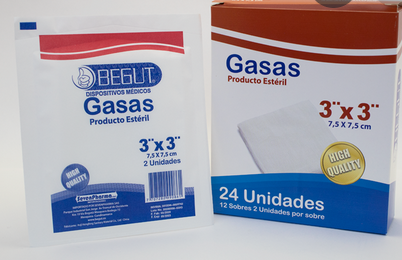 BEGUT
DISPOSITIVOS MÉDICOS
Gasas
Producto Estéril
3"x 3"
7,5 X 7,5 cm
2 Unidades
HIGH
QUALITY
Gasas
Producto Estéril
3"x 3"
7,5 X 7,5 cm
HIGH
QUALITY
24 Unidades
12 Sobres 2 Unidades por sobre